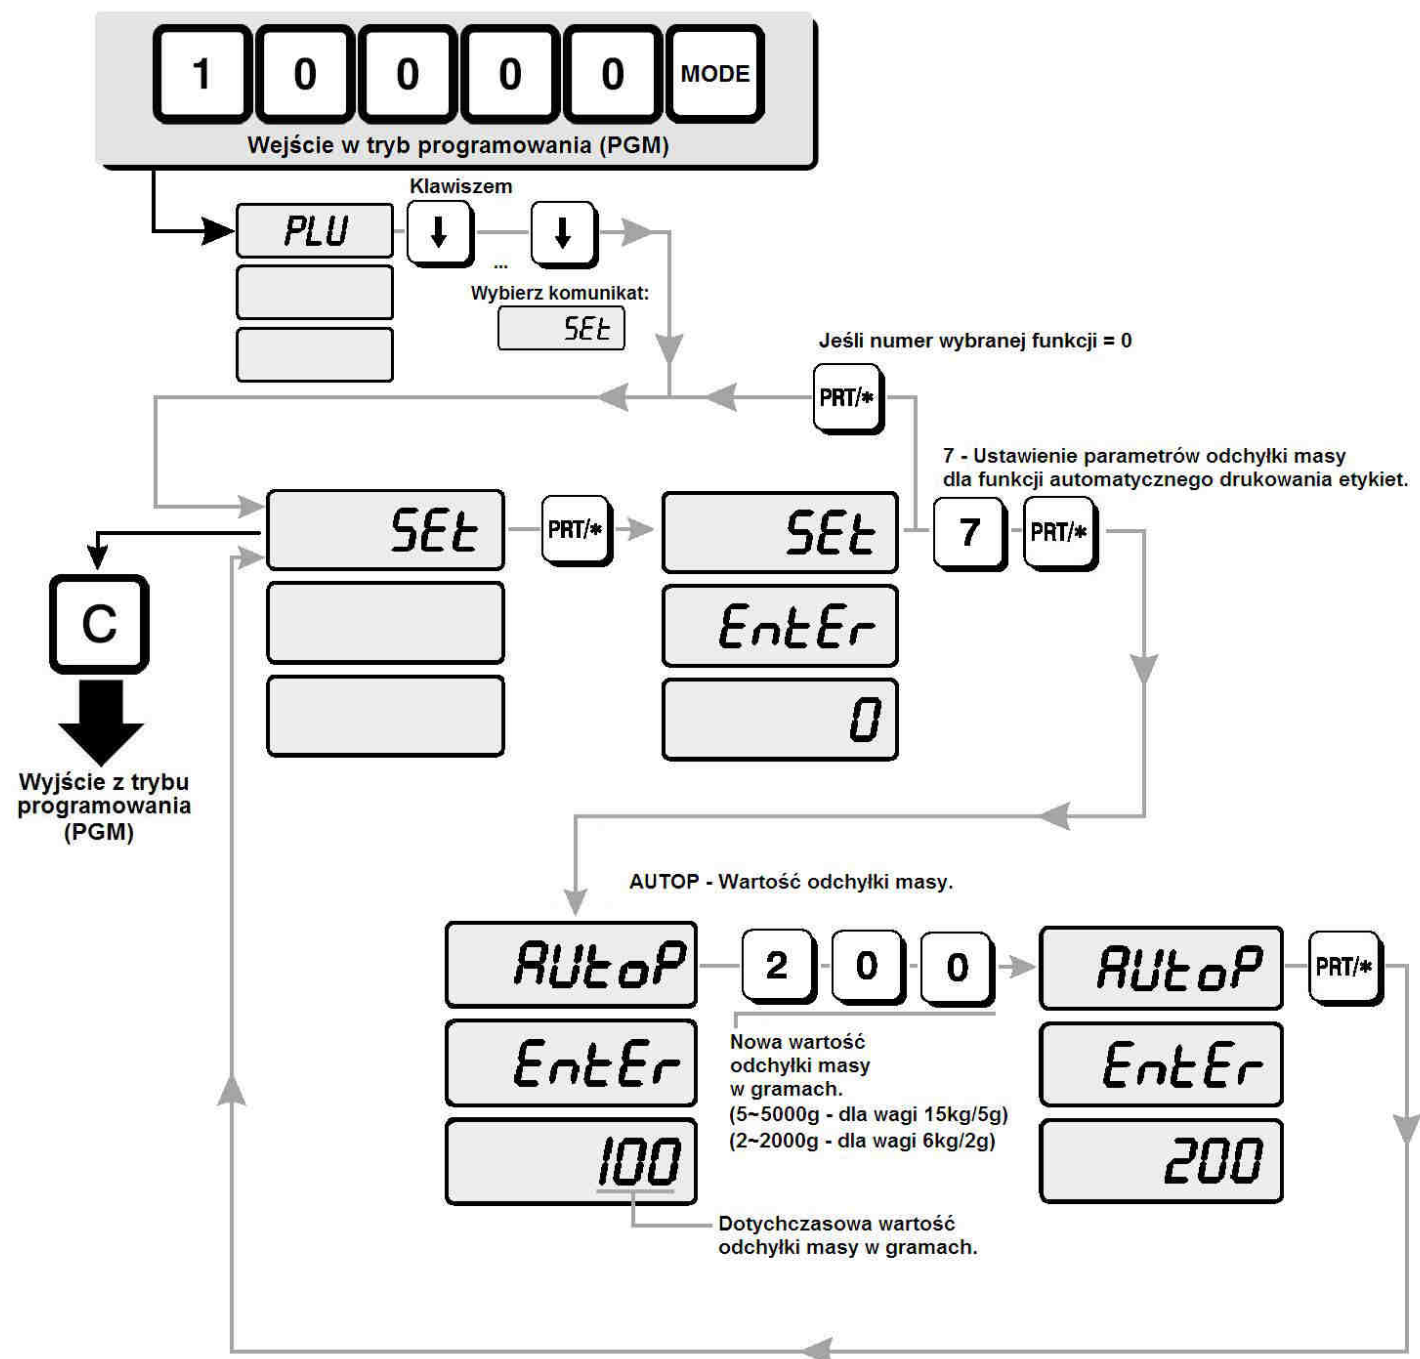 1 0 0 0 0 MODE
Wejście w tryb programowania (PGM)
Klawiszem
PLU ↓ ... ↓
Wybierz komunikat:
SEt
Jeśli numer wybranej funkcji = 0
PRT/*
7 - Ustawienie parametrów odchyłki masy
dla funkcji automatycznego drukowania etykiet.
SEt PRT/* SEt 7 PRT/*
C
EntEr
0
Wyjście z trybu
programowania
(PGM)
AUTOP - Wartość odchyłki masy.
AUtoP 2 0 0 AUtoP PRT/*
Nowa wartość
odchyłki masy
w gramach.
(5~5000g - dla wagi 15kg/5g)
(2~2000g - dla wagi 6kg/2g)
EntEr EntEr
100 200
Dotychczasowa wartość
odchyłki masy w gramach.